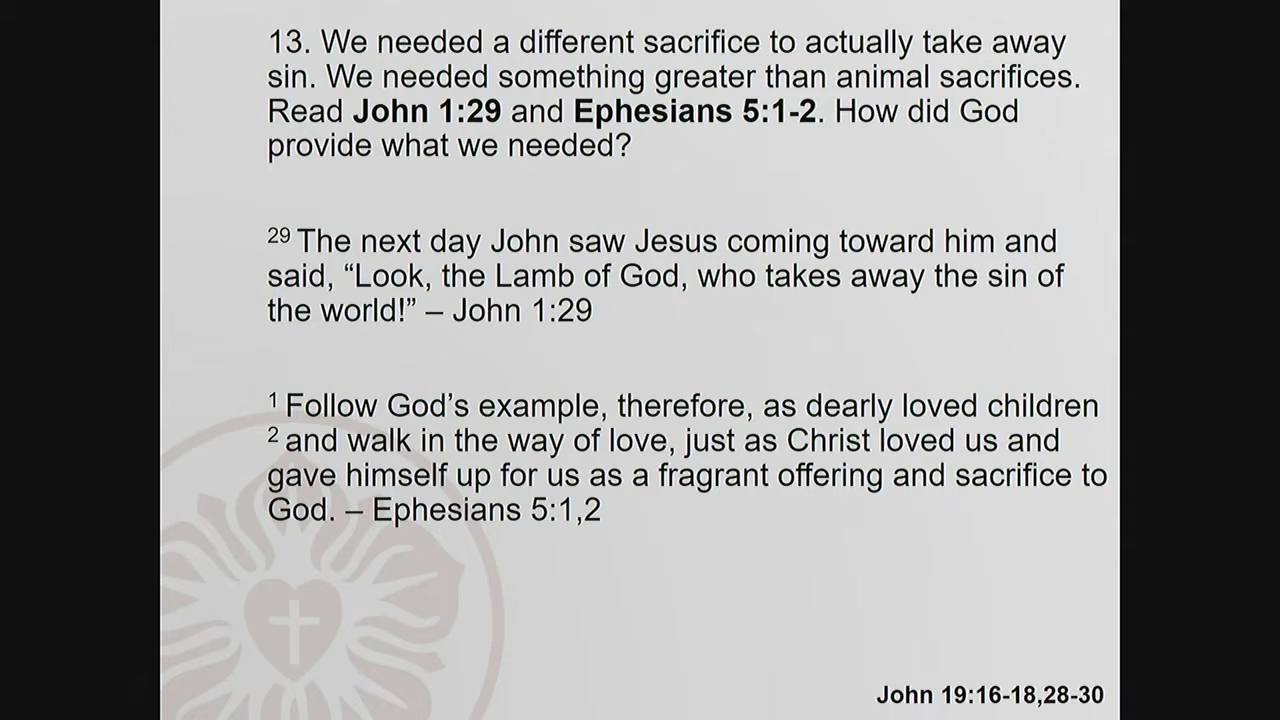 13. We needed a different sacrifice to actually take away
sin. We needed something greater than animal sacrifices.
Read John 1:29 and Ephesians 5:1-2. How did God
provide what we needed?
29 The next day John saw Jesus coming toward him and
said, “Look, the Lamb of God, who takes away the sin of
the world!” – John 1:29
1 Follow God’s example, therefore, as dearly loved children
2 and walk in the way of love, just as Christ loved us and
gave himself up for us as a fragrant offering and sacrifice to
God. – Ephesians 5:1,2
John 19:16-18,28-30